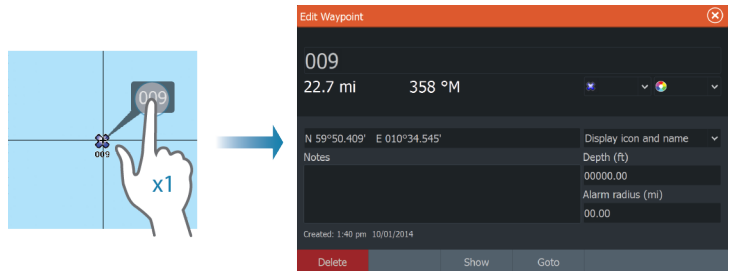 009
009
x1
Edit Waypoint
009
22.7 mi 358 °M
N 59°50.409' E 010°34.545' Display icon and name
Notes Depth (ft)
00000.00
Alarm radius (mi)
00.00
Created: 1:40 pm 10/01/2014
Delete Show Goto